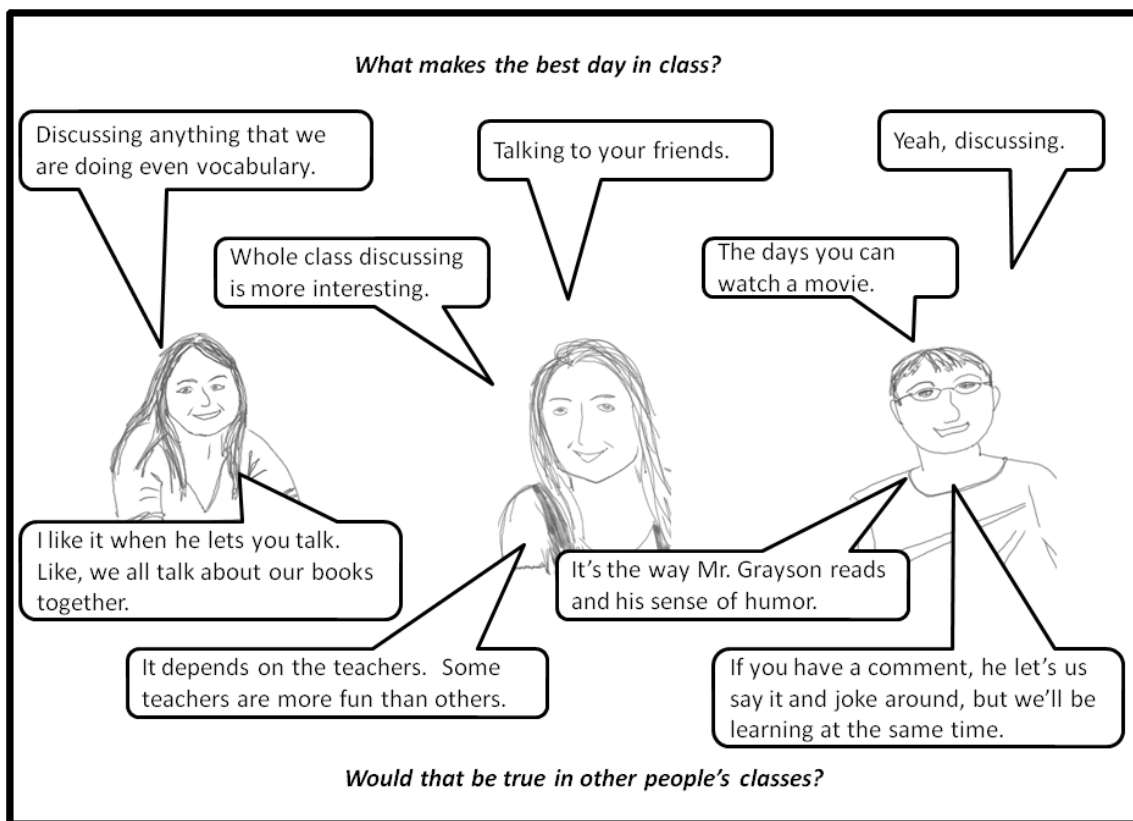 What makes the best day in class?
Discussing anything that we
are doing even vocabulary.
Talking to your friends.
Yeah, discussing.
Whole class discussing
is more interesting.
The days you can
watch a movie.
I like it when he lets you talk.
Like, we all talk about our books
together.
It’s the way Mr. Grayson reads
and his sense of humor.
It depends on the teachers.  Some
teachers are more fun than others.
If you have a comment, he let’s us
say it and joke around, but we’ll be
learning at the same time.
Would that be true in other people’s classes?